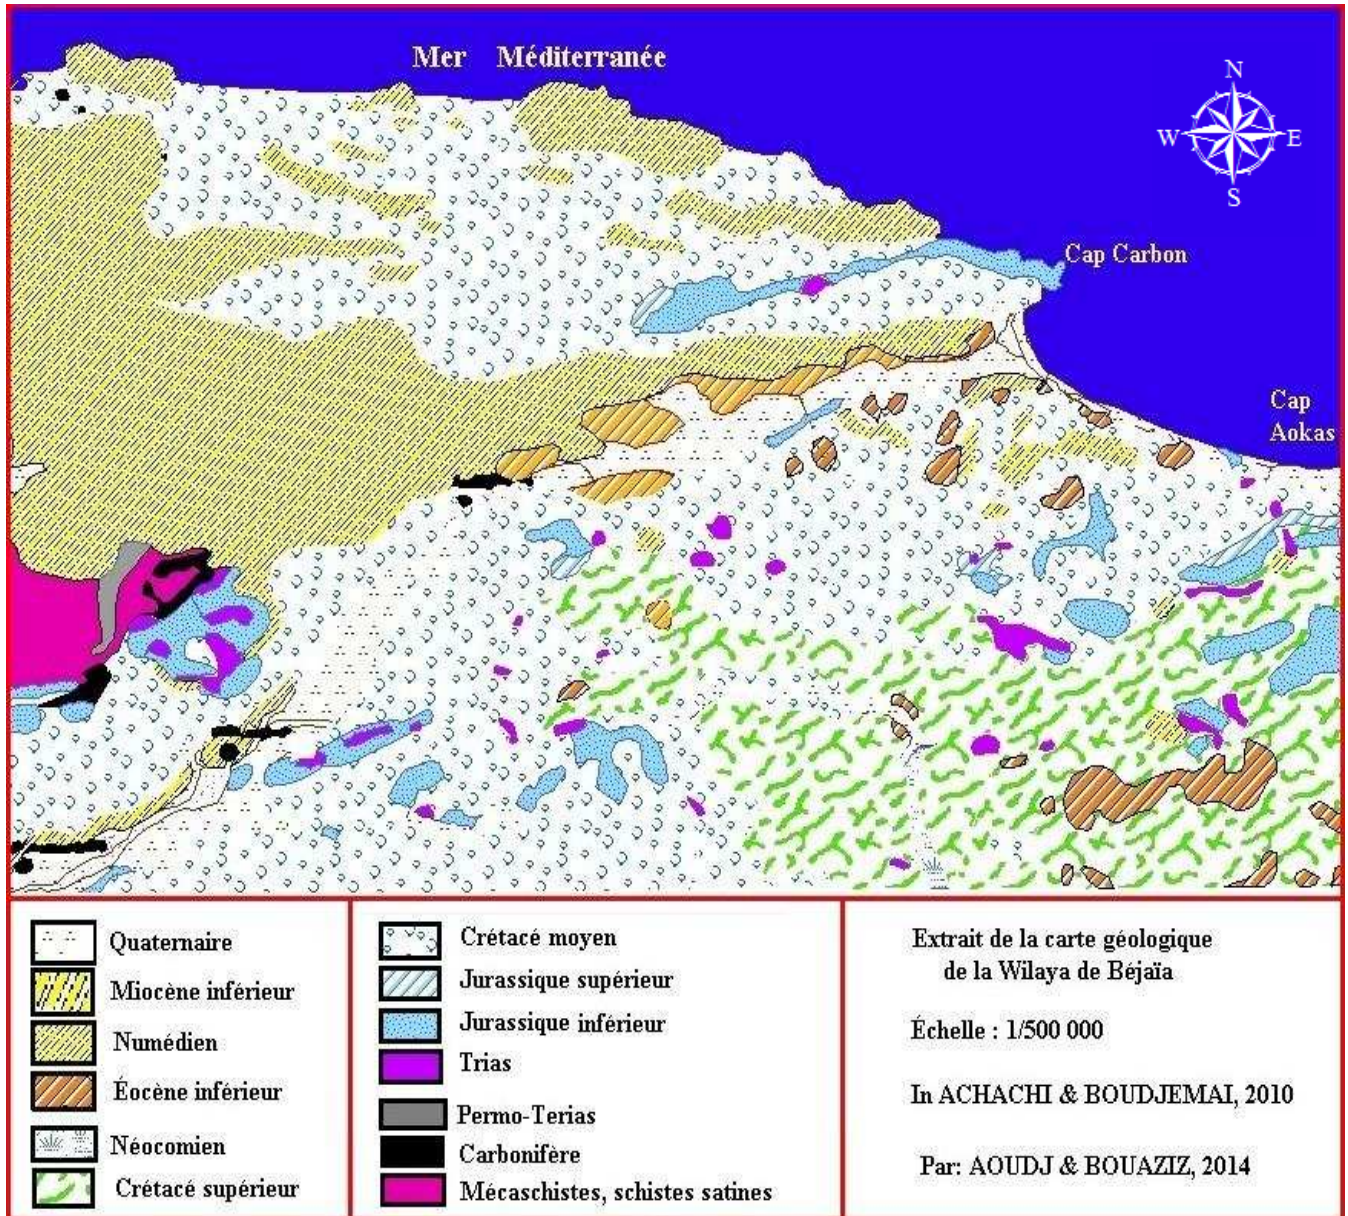 Mer Méditerranée
N
W E
S
Cap Carbon
Cap
Aokas
Quaternaire
Miocène inférieur
Numédien
Éocène inférieur
Néocomien
Crétacé supérieur
Crétacé moyen
Jurassique supérieur
Jurassique inférieur
Trias
Permo-Terias
Carbonifère
Mécaschistes, schistes satines
Extrait de la carte géologique
de la Wilaya de Béjaïa
Échelle : 1/500 000
In ACHACHI & BOUDJEMAI, 2010
Par: AOUDJ & BOUAZIZ, 2014